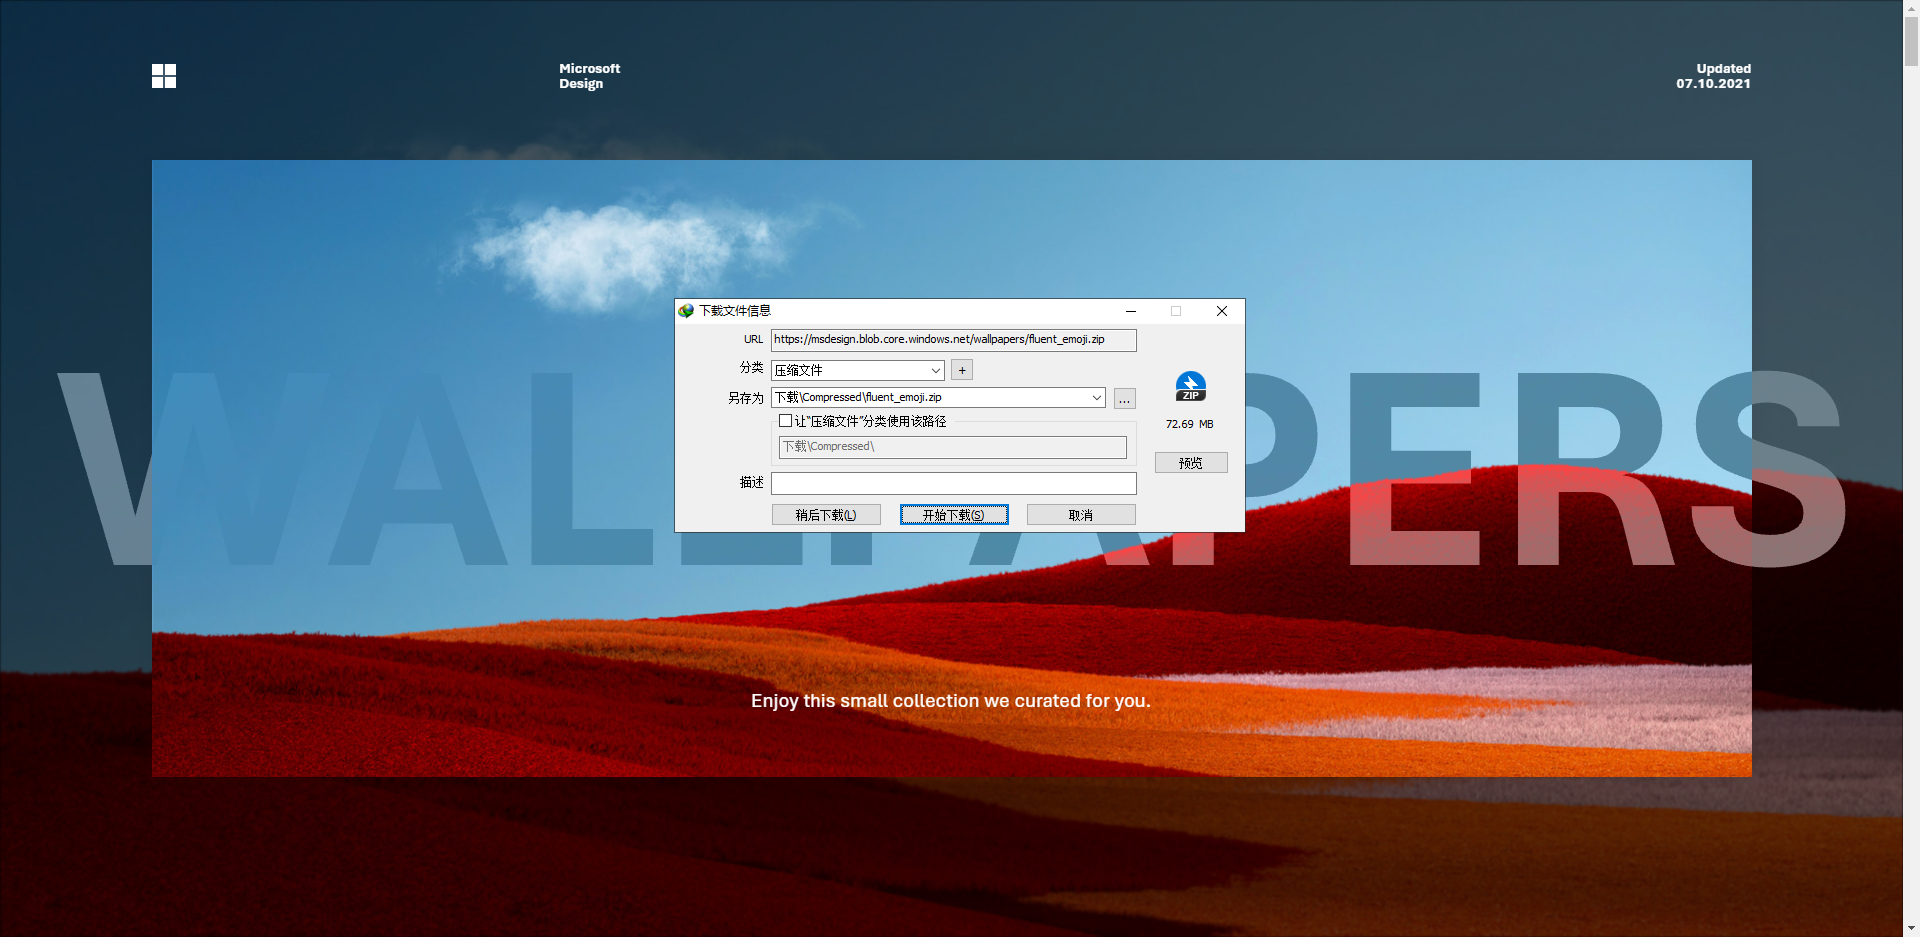 Microsoft
Design
Updated
07.10.2021
WALLPAPERS
下载文件信息
URL
https://msdesign.blob.core.windows.net/wallpapers/fluent_emoji.zip
分类
压缩文件
+
另存为
下载\Compressed\fluent_emoji.zip
...
ZIP
72.69 MB
让"压缩文件"分类使用该路径
下载\Compressed\
预览
描述
稍后下载(L)
开始下载(S)
取消
Enjoy this small collection we curated for you.